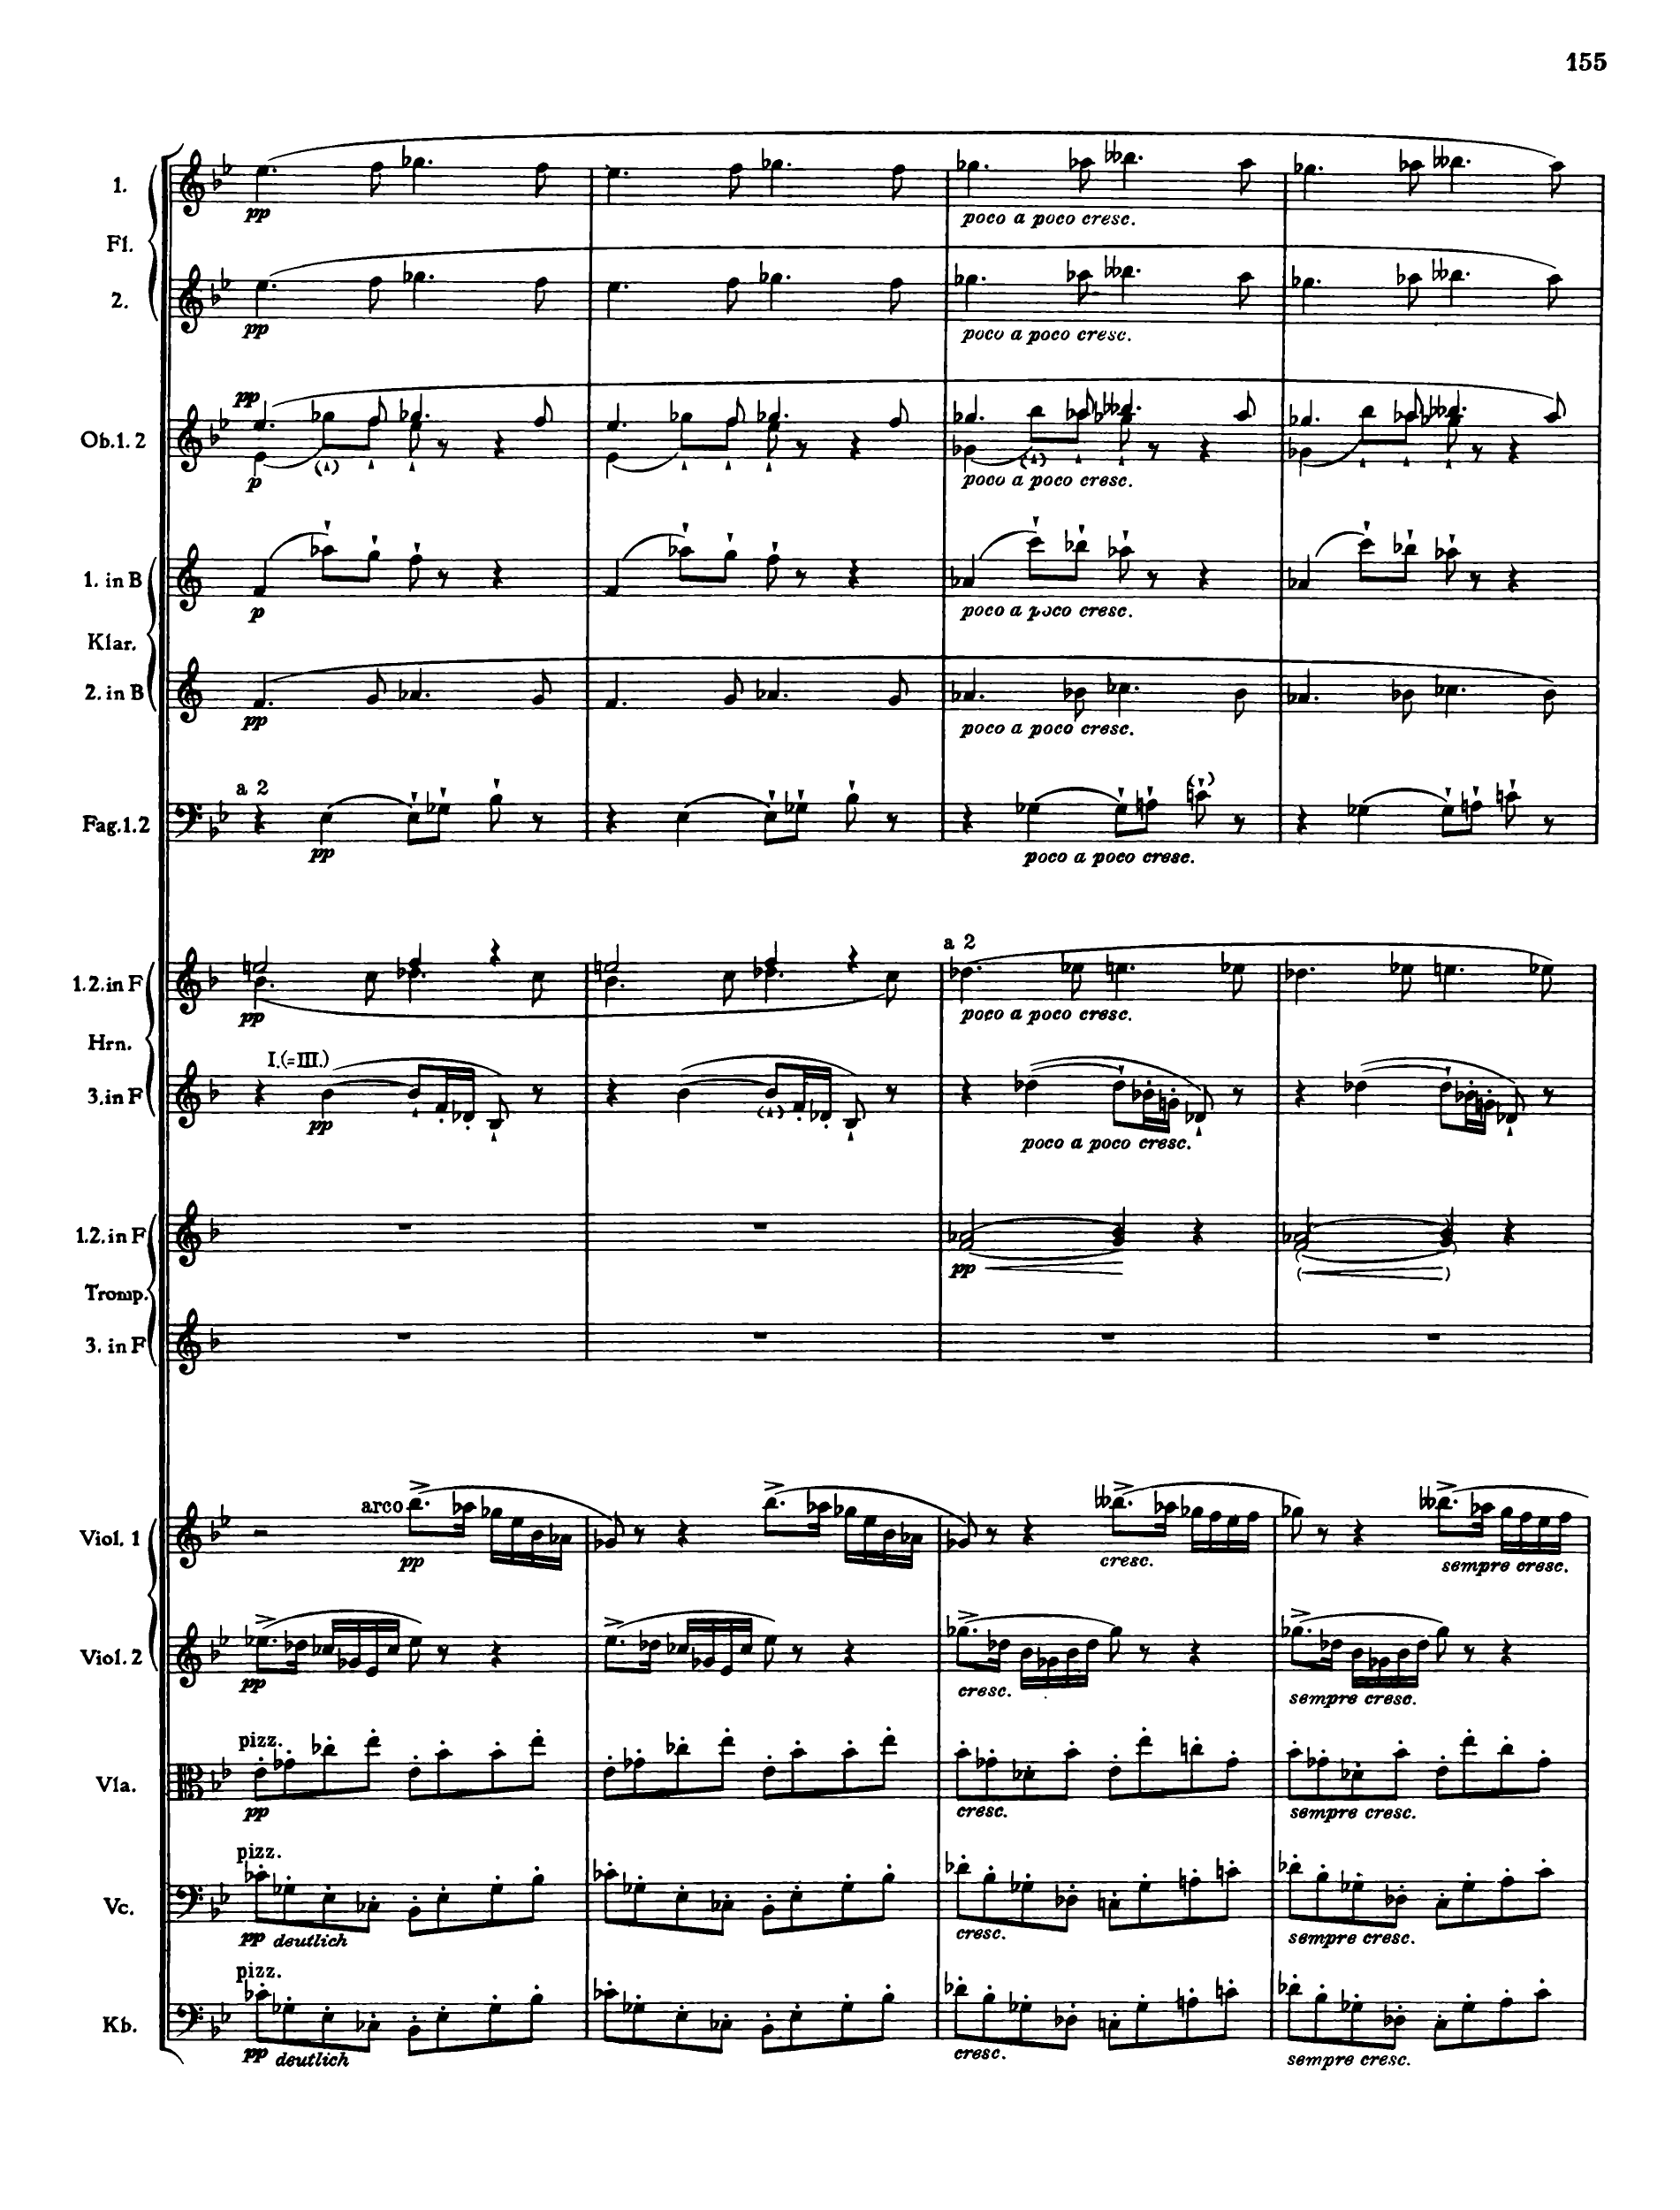 155
1.
pp
poco a poco cresc.
Fl.
2.
pp
poco a poco cresc.
pp
Ob.1. 2
p
poco a poco cresc.
1. in B
p
poco a poco cresc.
Klar.
2. in B
pp
poco a poco cresc.
a 2
Fag.1.2
pp
poco a poco cresc.
a 2
1.2. in F
pp
poco a poco cresc.
Hrn.
I.(=III.)
3. in F
pp
poco a poco cresc.
1.2. in F
pp
Tromp.
3. in F
arco
Viol. 1
pp
cresc.
sempre cresc.
Viol. 2
pp
cresc.
sempre cresc.
pizz.
Vla.
pp
cresc.
sempre cresc.
pizz.
Vc.
pp deutlich
cresc.
sempre cresc.
pizz.
Kb.
pp deutlich
cresc.
sempre cresc.